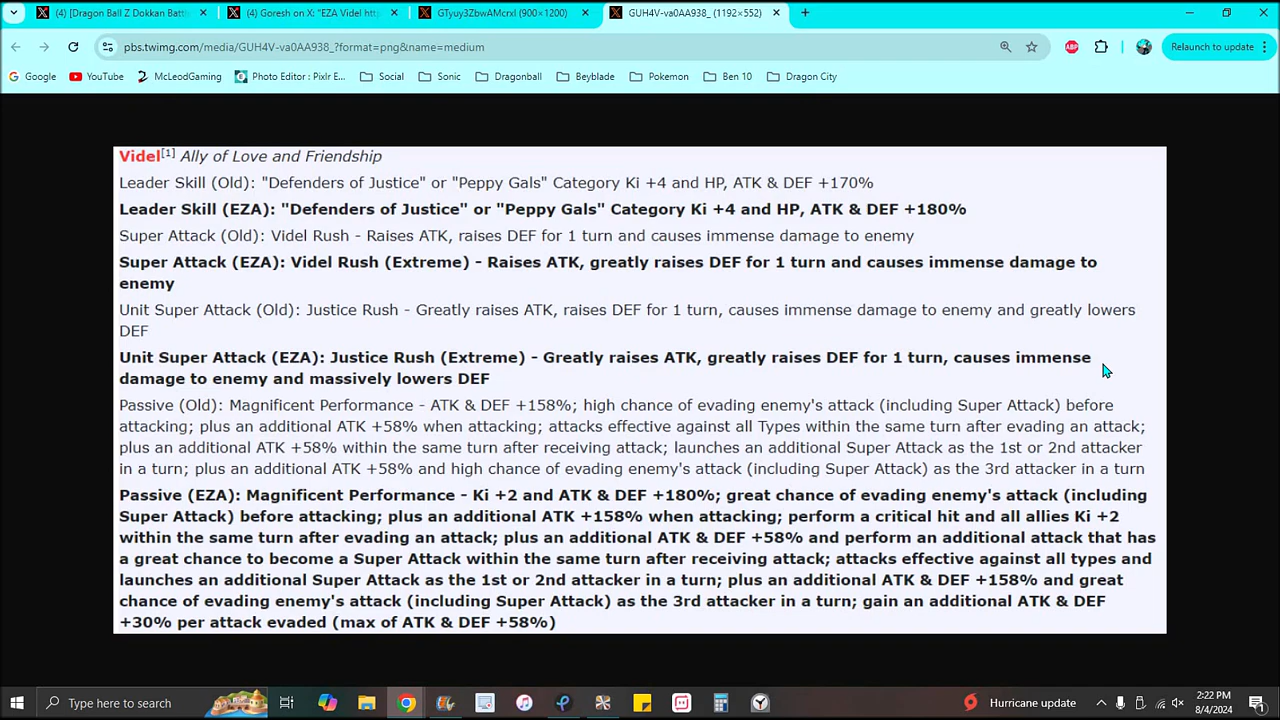 (4) [Dragon Ball Z Dokkan Battl
(4) Goresh on X: "EZA Videl htt
GTyuy3ZbwAMcrxl (900×1200)
GUH4V-va0AA938_ (1192×552)
pbs.twimg.com/media/GUH4V-va0AA938_?format=png&name=medium
ABP
Relaunch to update
Google
YouTube
McLeodGaming
Photo Editor : Pixlr E...
Social
Sonic
Dragonball
Beyblade
Pokemon
Ben 10
Dragon City
Videl[1] Ally of Love and Friendship
Leader Skill (Old): "Defenders of Justice" or "Peppy Gals" Category Ki +4 and HP, ATK & DEF +170%
Leader Skill (EZA): "Defenders of Justice" or "Peppy Gals" Category Ki +4 and HP, ATK & DEF +180%
Super Attack (Old): Videl Rush - Raises ATK, raises DEF for 1 turn and causes immense damage to enemy
Super Attack (EZA): Videl Rush (Extreme) - Raises ATK, greatly raises DEF for 1 turn and causes immense damage to
enemy
Unit Super Attack (Old): Justice Rush - Greatly raises ATK, raises DEF for 1 turn, causes immense damage to enemy and greatly lowers
DEF
Unit Super Attack (EZA): Justice Rush (Extreme) - Greatly raises ATK, greatly raises DEF for 1 turn, causes immense
damage to enemy and massively lowers DEF
Passive (Old): Magnificent Performance - ATK & DEF +158%; high chance of evading enemy's attack (including Super Attack) before
attacking; plus an additional ATK +58% when attacking; attacks effective against all Types within the same turn after evading an attack;
plus an additional ATK +58% within the same turn after receiving attack; launches an additional Super Attack as the 1st or 2nd attacker
in a turn; plus an additional ATK +58% and high chance of evading enemy's attack (including Super Attack) as the 3rd attacker in a turn
Passive (EZA): Magnificent Performance - Ki +2 and ATK & DEF +180%; great chance of evading enemy's attack (including
Super Attack) before attacking; plus an additional ATK +158% when attacking; perform a critical hit and all allies Ki +2
within the same turn after evading an attack; plus an additional ATK & DEF +58% and perform an additional attack that has
a great chance to become a Super Attack within the same turn after receiving attack; attacks effective against all types and
launches an additional Super Attack as the 1st or 2nd attacker in a turn; plus an additional ATK & DEF +158% and great
chance of evading enemy's attack (including Super Attack) as the 3rd attacker in a turn; gain an additional ATK & DEF
+30% per attack evaded (max of ATK & DEF +58%)
Type here to search
Hurricane update
2:22 PM
8/4/2024